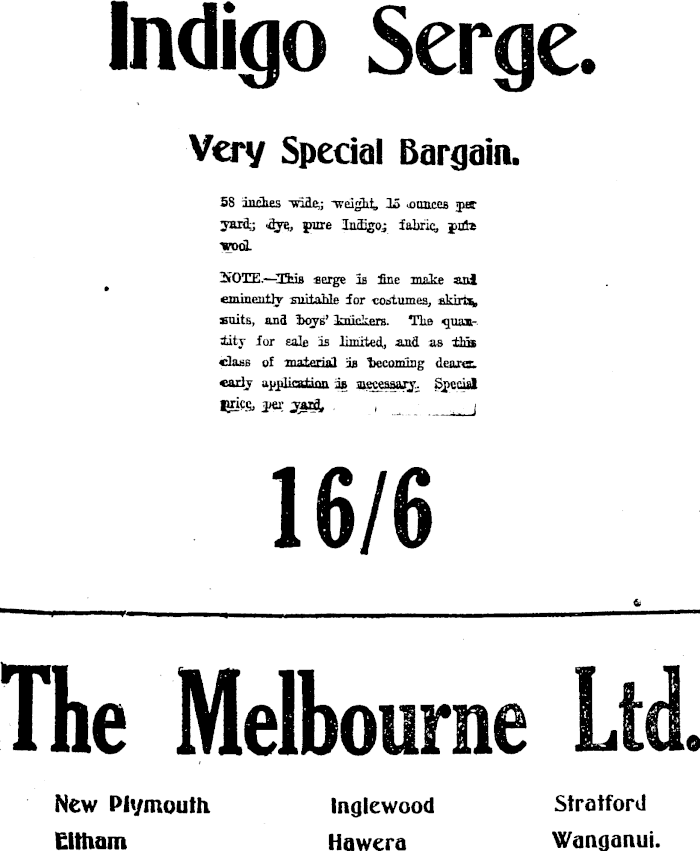 Indigo Serge.
Very Special Bargain.
58 inches wide; weight, 15 ounces per
yard; dye, pure Indigo; fabric, pure
wool.
NOTE.—This serge is fine make and
eminently suitable for costumes, skirts,
suits, and boys' knickers. The quan-
tity for sale is limited, and as this
class of material is becoming dearer
early application is necessary. Special
price, per yard,
16/6
The Melbourne Ltd.
New Plymouth Inglewood Stratford
Eltham Hawera Wanganui.